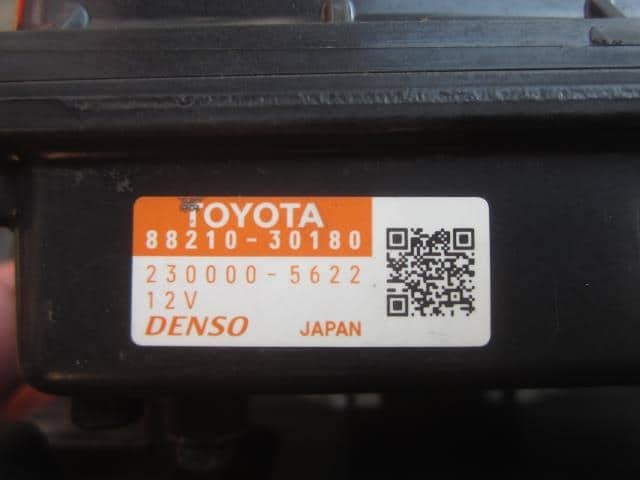 TOYOTA
88210-30180
230000-5622
12V
DENSO JAPAN